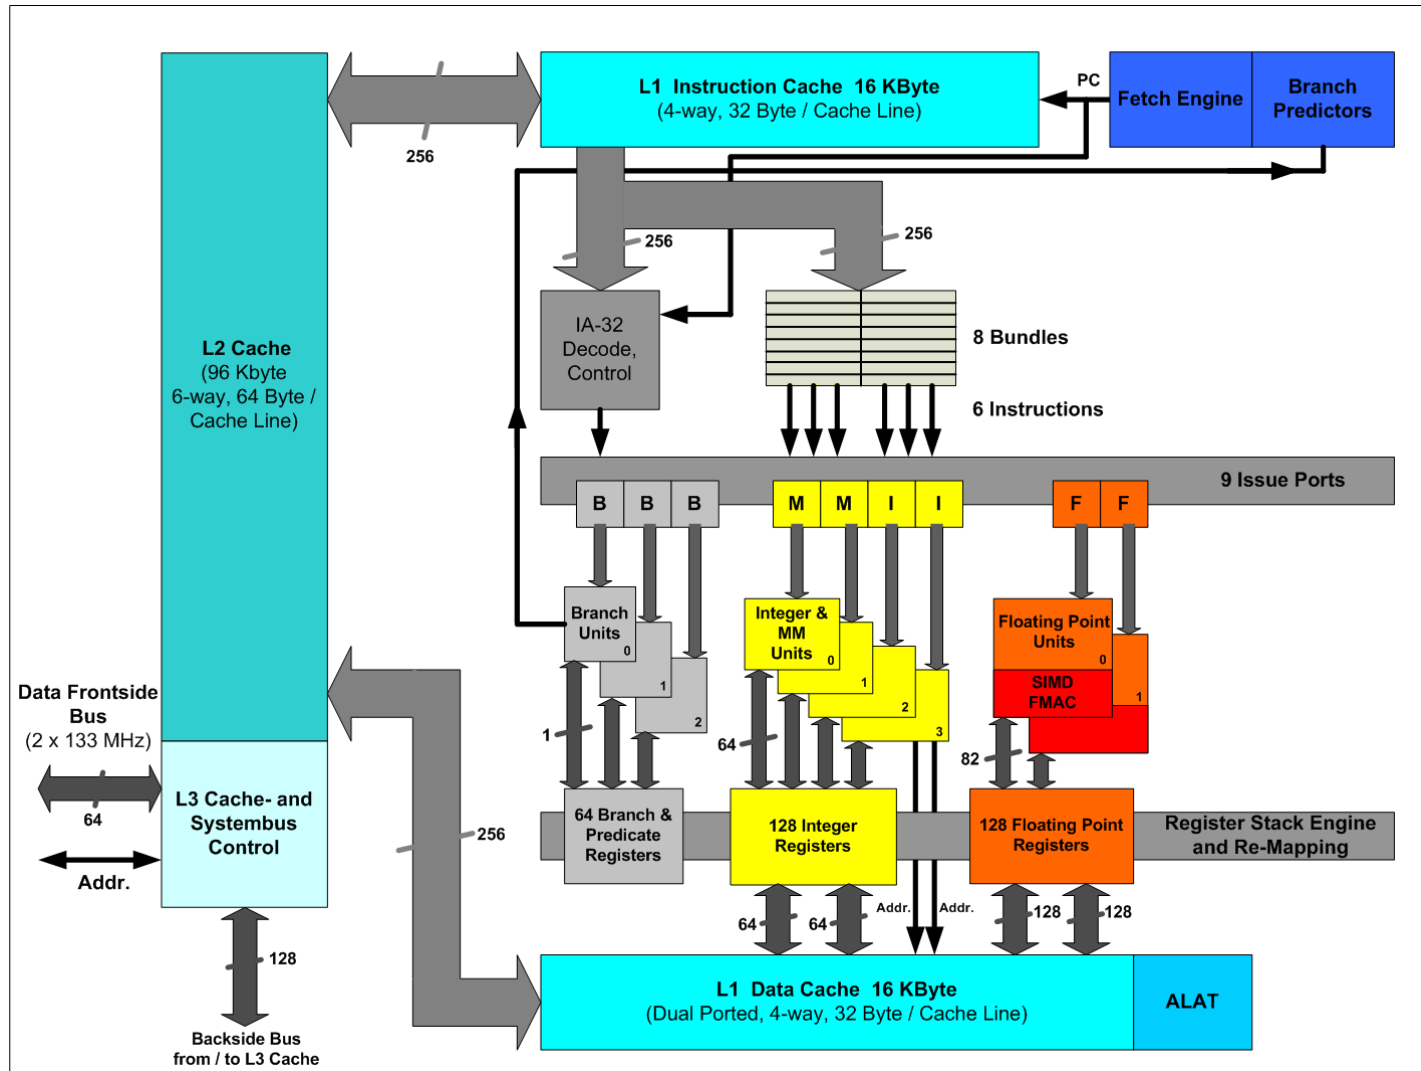 L1  Instruction Cache  16 KByte
(4-way, 32 Byte / Cache Line)
PC
Fetch Engine
Branch
Predictors
256
256
256
L2 Cache
(96 Kbyte
6-way, 64 Byte /
Cache Line)
IA-32
Decode,
Control
8 Bundles
6 Instructions
9 Issue Ports
B
B
B
M
M
I
I
F
F
Branch
Units
0
1
2
Integer &
MM
Units
0
1
2
3
Floating Point
Units
0
SIMD
FMAC
1
Data Frontside
Bus
(2 x 133 MHz)
64
Addr.
L3 Cache- and
Systembus
Control
1
64
82
256
64 Branch &
Predicate
Registers
128 Integer
Registers
128 Floating Point
Registers
Register Stack Engine
and Re-Mapping
64
64
Addr.
Addr.
128
128
128
Backside Bus
from / to L3 Cache
L1  Data Cache  16 KByte
(Dual Ported, 4-way, 32 Byte / Cache Line)
ALAT